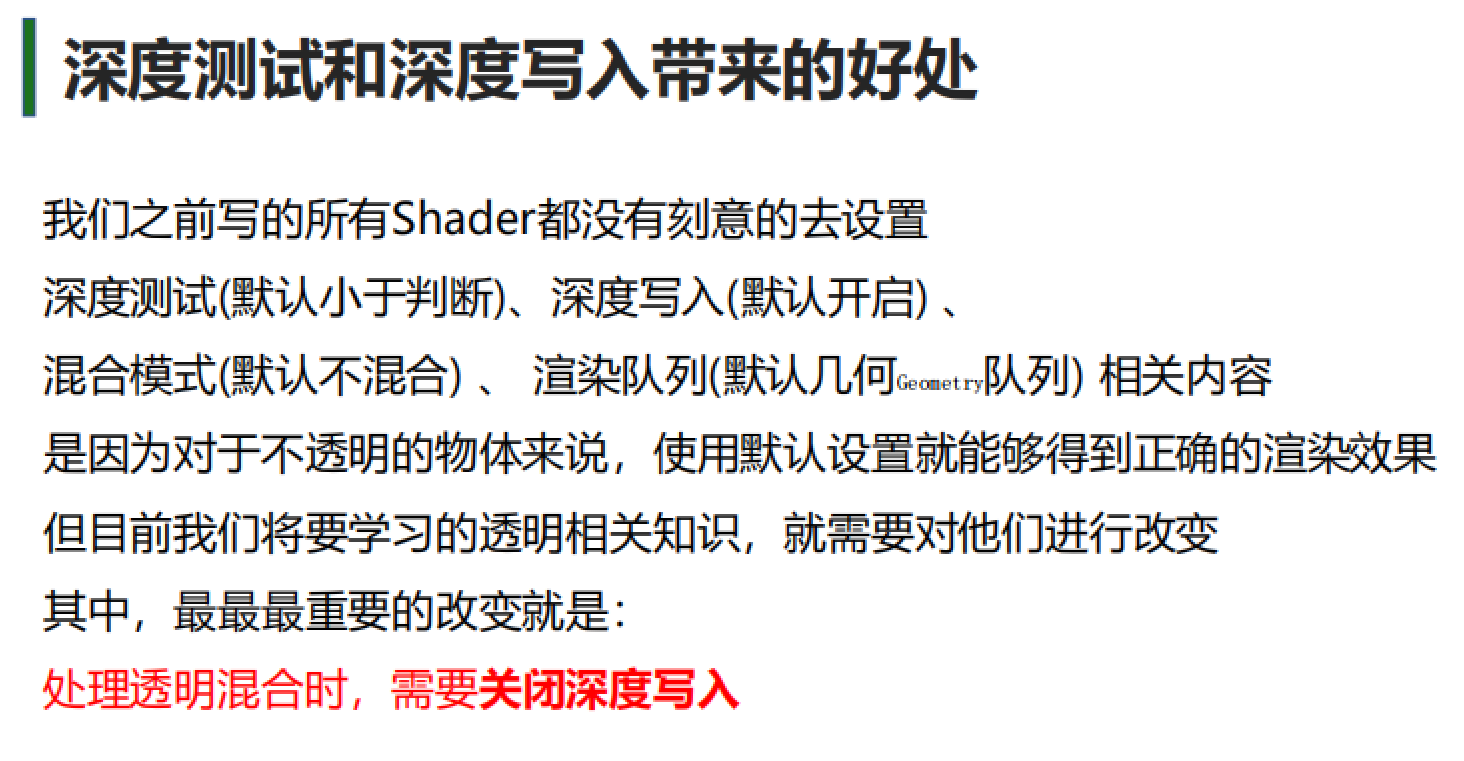 深度测试和深度写入带来的好处
我们之前写的所有Shader都没有刻意的去设置
深度测试(默认小于判断)、深度写入(默认开启) 、
混合模式(默认不混合) 、 渲染队列(默认几何Geometry队列) 相关内容
是因为对于不透明的物体来说，使用默认设置就能够得到正确的渲染效果
但目前我们将要学习的透明相关知识，就需要对他们进行改变
其中，最最最重要的改变就是：
处理透明混合时，需要关闭深度写入